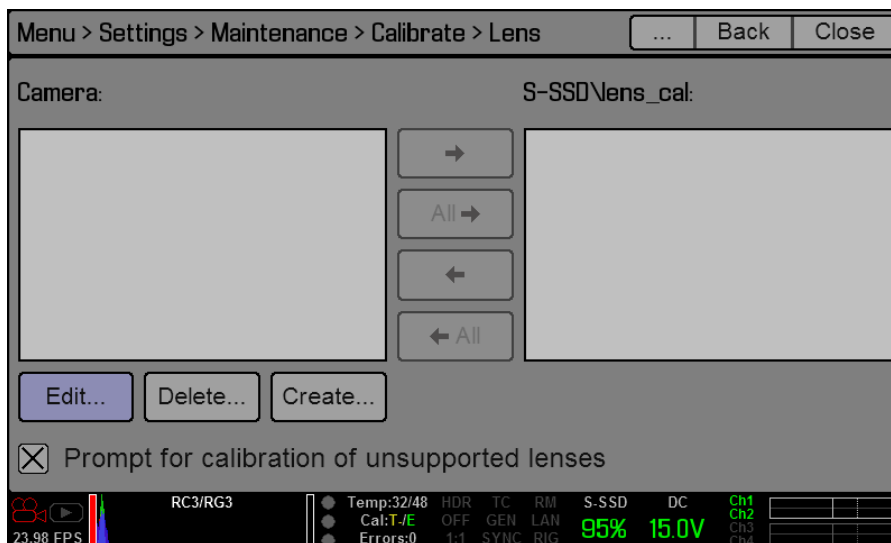 Menu > Settings > Maintenance > Calibrate > Lens ... Back Close
Camera: S-SSD\lens_cal:
All
All
Edit... Delete... Create...
Prompt for calibration of unsupported lenses
RC3/RG3 Temp:32/48 HDR TC RM S-SSD DC Ch1
Cal:T-/E OFF GEN LAN 95% 15.0V Ch2
Ch3
23.98 FPS Errors:0 1:1 SYNC RIG Ch4